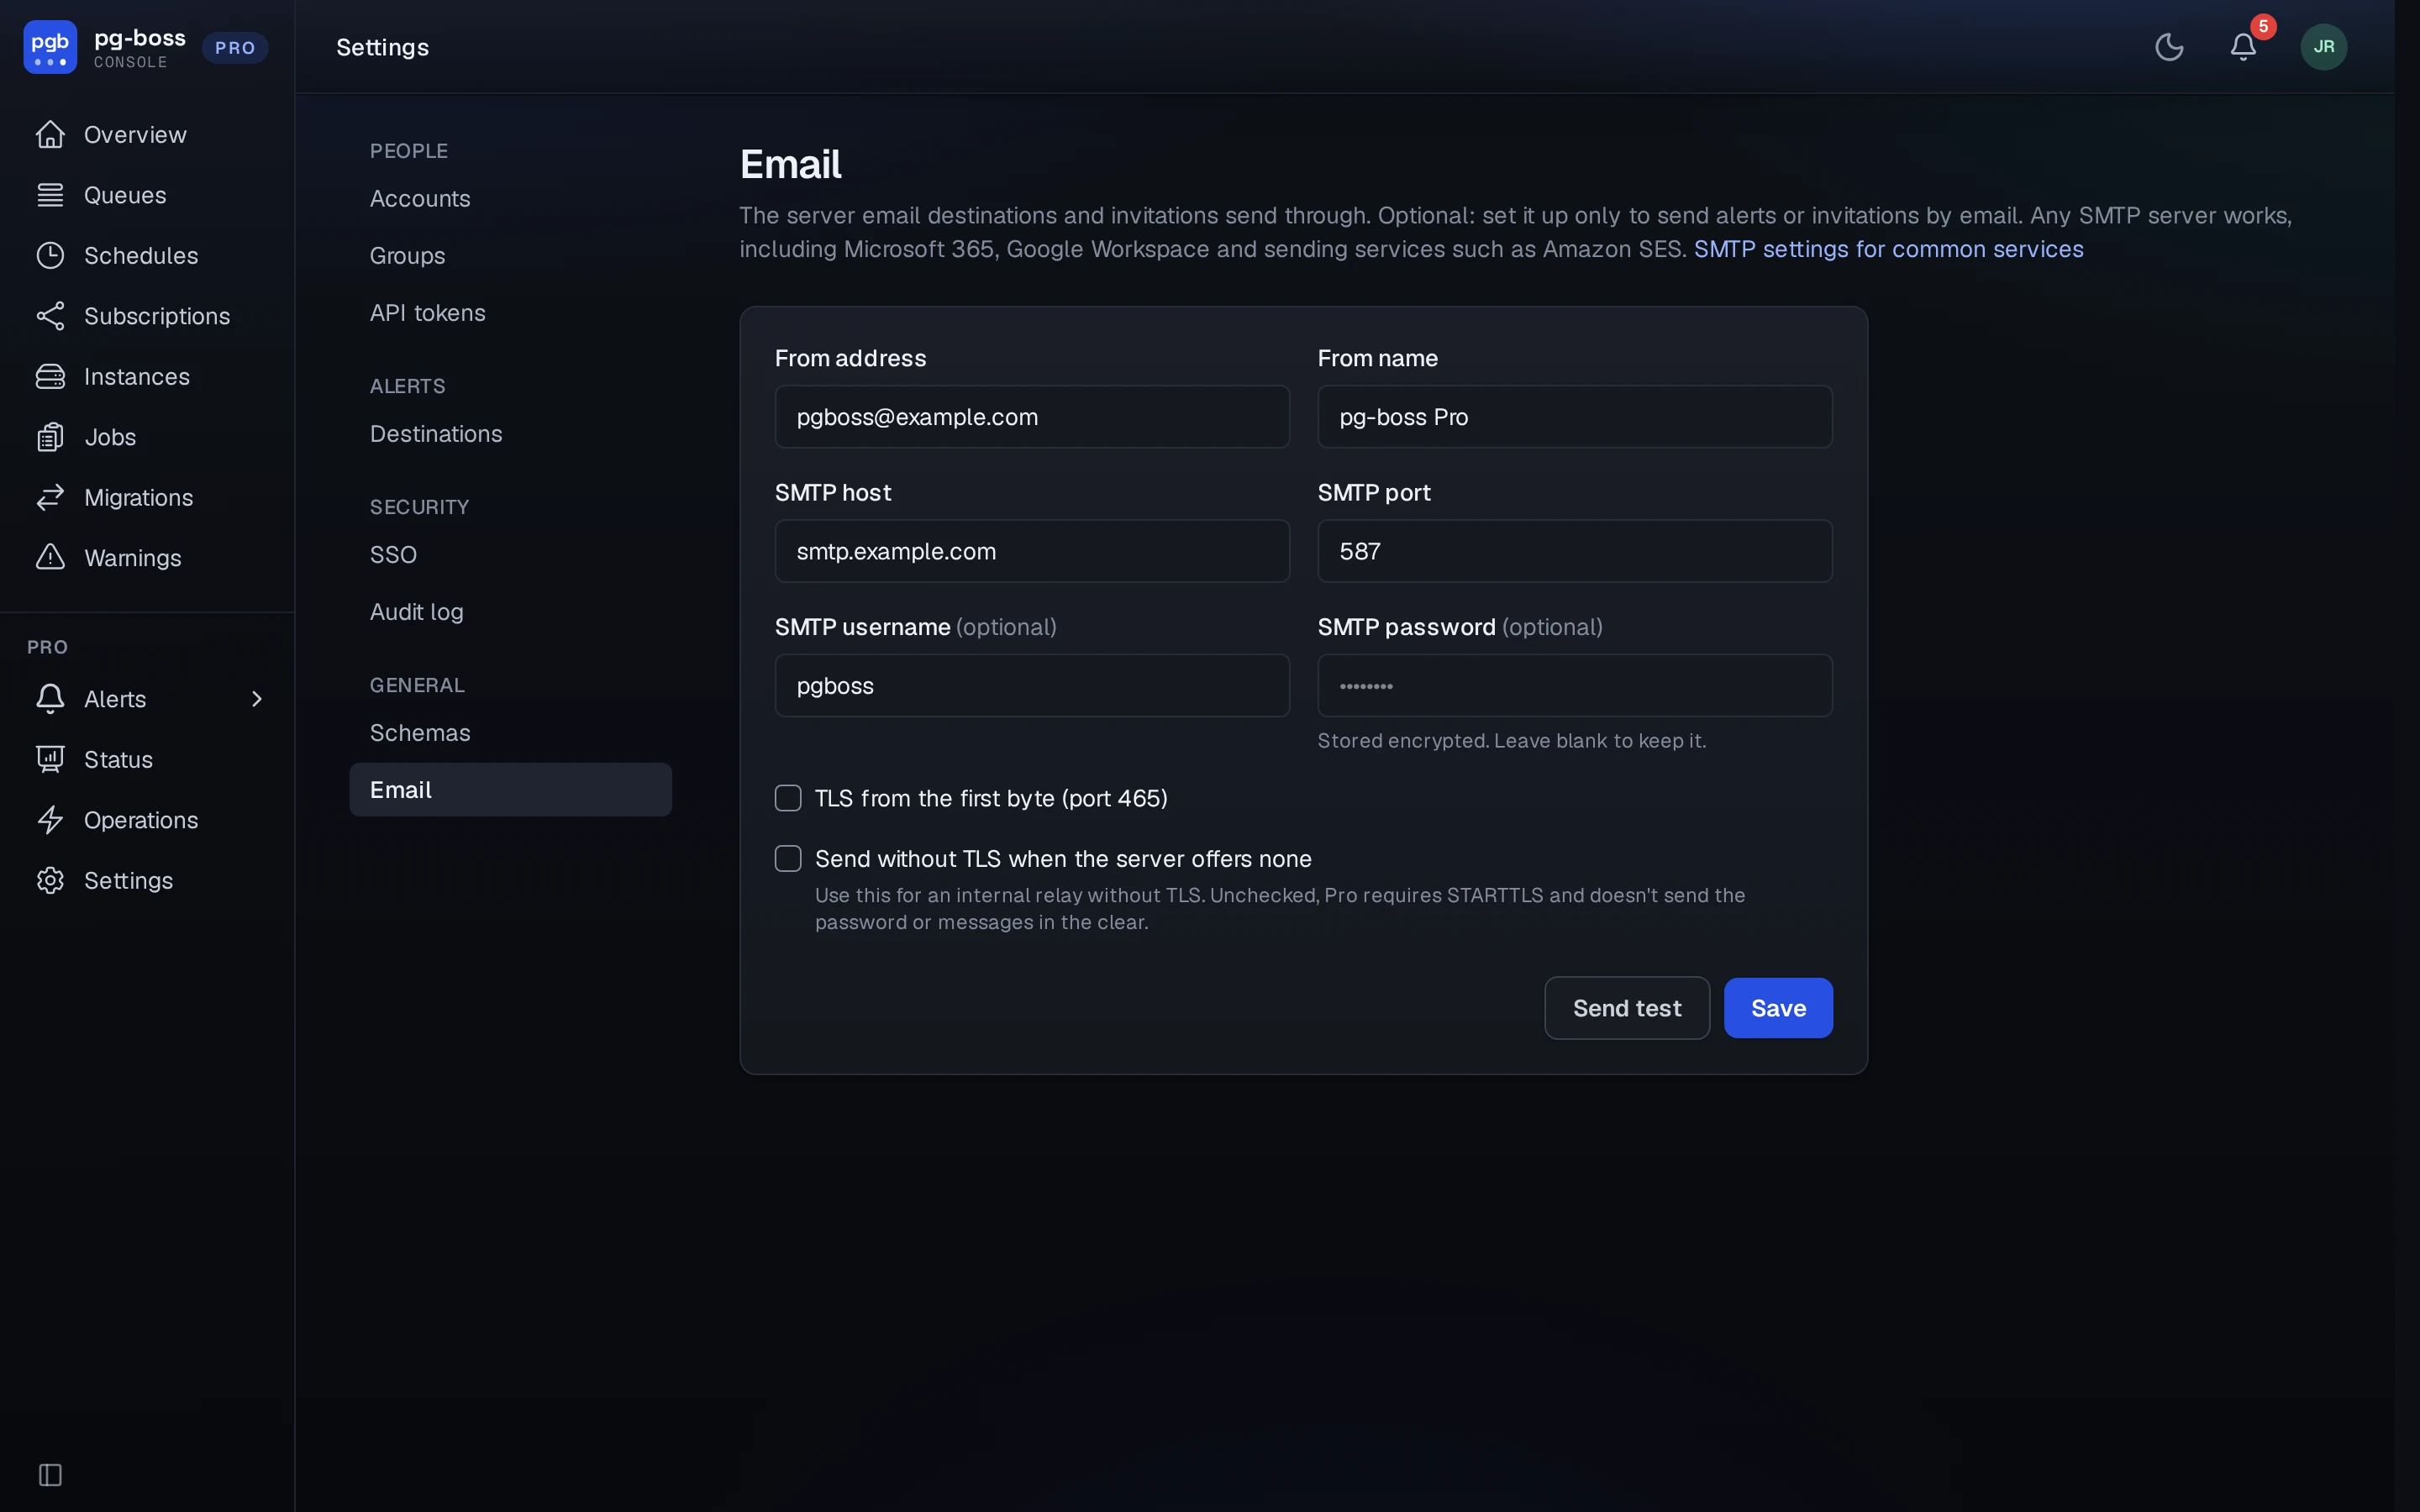 pgb
pg-boss
CONSOLE
PRO
Settings
5
JR
Overview
Queues
Schedules
Subscriptions
Instances
Jobs
Migrations
Warnings
PRO
Alerts
Status
Operations
Settings
PEOPLE
Accounts
Groups
API tokens
ALERTS
Destinations
SECURITY
SSO
Audit log
GENERAL
Schemas
Email
Email
The server email destinations and invitations send through. Optional: set it up only to send alerts or invitations by email. Any SMTP server works,
including Microsoft 365, Google Workspace and sending services such as Amazon SES. SMTP settings for common services
From address
pgboss@example.com
From name
pg-boss Pro
SMTP host
smtp.example.com
SMTP port
587
SMTP username (optional)
pgboss
SMTP password (optional)
••••••••
Stored encrypted. Leave blank to keep it.
TLS from the first byte (port 465)
Send without TLS when the server offers none
Use this for an internal relay without TLS. Unchecked, Pro requires STARTTLS and doesn't send the
password or messages in the clear.
Send test
Save